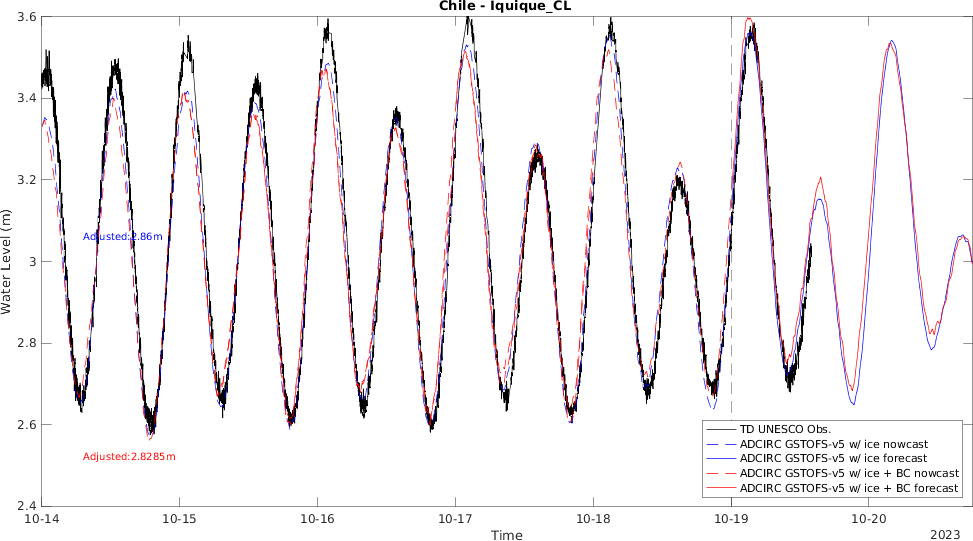 Chile - Iquique_CL
3.6
3.4
3.2
3
2.8
2.6
2.4
Water Level (m)
Adjusted:2.86m
Adjusted:2.8285m
TD UNESCO Obs.
ADCIRC GSTOFS-v5 w/ ice nowcast
ADCIRC GSTOFS-v5 w/ ice forecast
ADCIRC GSTOFS-v5 w/ ice + BC nowcast
ADCIRC GSTOFS-v5 w/ ice + BC forecast
10-14 10-15 10-16 10-17 10-18 10-19 10-20
Time
2023